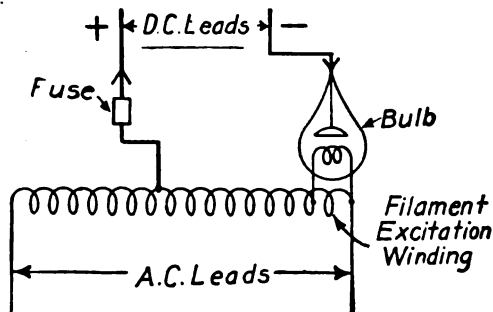 + D.C. Leads −
Fuse
Bulb
Filament
Excitation
Winding
A.C. Leads